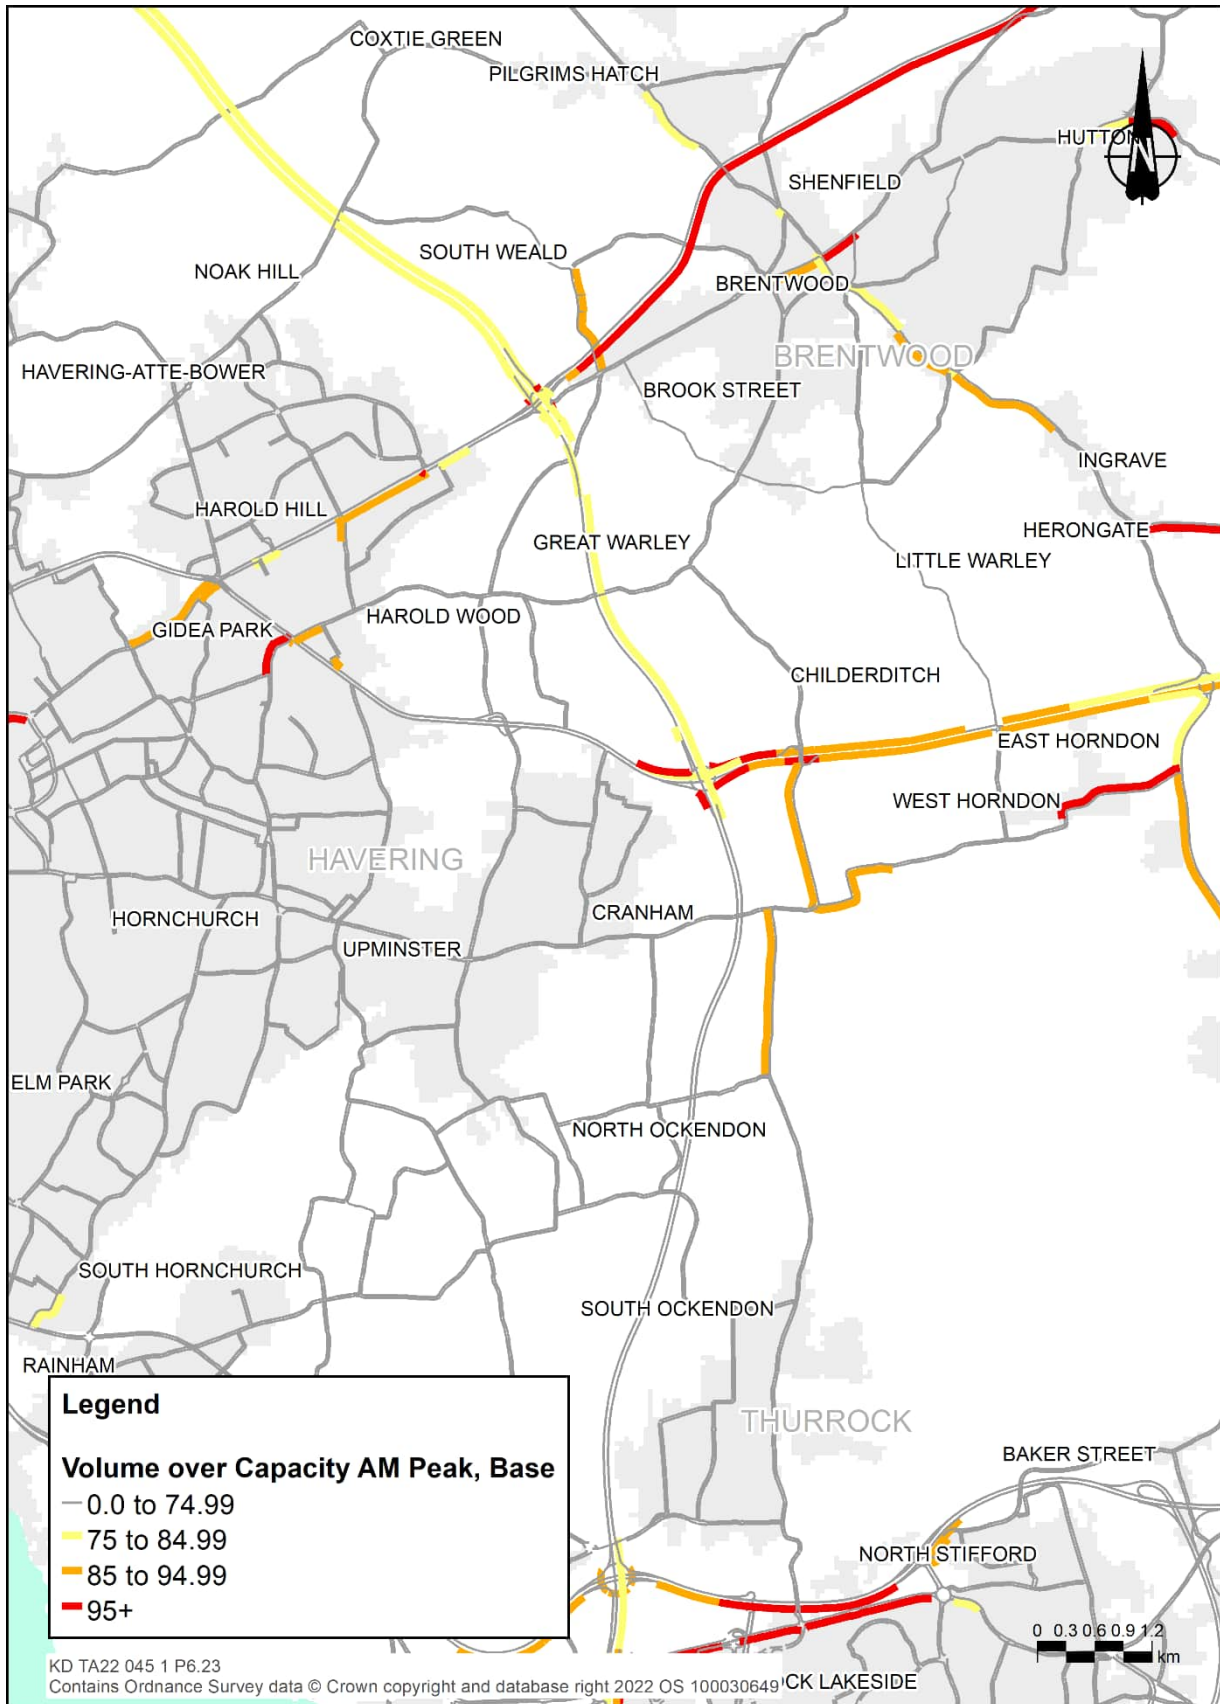 COXTIE GREEN
PILGRIMS HATCH
HUTTON
N
SHENFIELD
SOUTH WEALD
NOAK HILL
BRENTWOOD
BRENTWOOD
HAVERING-ATTE-BOWER
BROOK STREET
INGRAVE
HAROLD HILL
HERONGATE
GREAT WARLEY
LITTLE WARLEY
HAROLD WOOD
GIDEA PARK
CHILDERDITCH
EAST HORNDON
WEST HORNDON
HAVERING
CRANHAM
HORNCHURCH
UPMINSTER
ELM PARK
NORTH OCKENDON
SOUTH HORNCHURCH
SOUTH OCKENDON
RAINHAM
THURROCK
BAKER STREET
NORTH STIFFORD
CK LAKESIDE
Legend
Volume over Capacity AM Peak, Base
0.0 to 74.99
75 to 84.99
85 to 94.99
95+
0 0.3 0.6 0.9 1.2
km
KD TA22 045 1 P6.23
Contains Ordnance Survey data © Crown copyright and database right 2022 OS 100030649